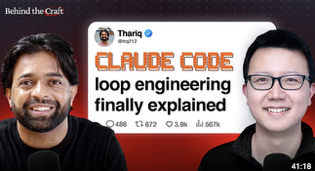 Behind the Craft
Thariq
@trq212
CLAUDE CODE
loop engineering
finally explained
486 672 3.9k 567k
41:18